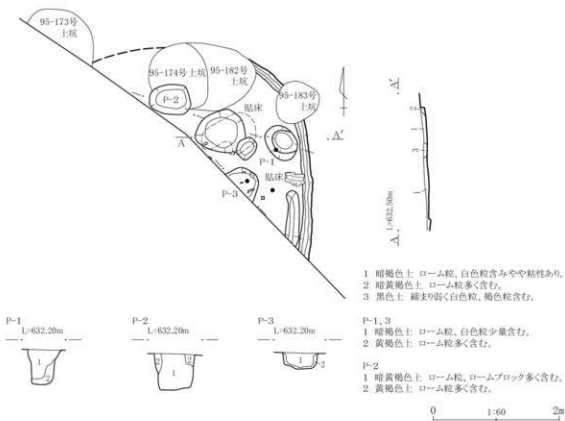 95-173号
土坑
95-174号
土坑
95-182号
土坑
95-183号
土坑
P-2
貼床
A
A'
P-1
貼床
P-3
A'
2
1
3
1
L=632.50m
A
1 暗褐色土 ローム粒、白色粒含みやや粘性あり。
2 暗黄褐色土 ローム粒多く含む。
3 黒色土 締まり弱く白色粒、褐色粒含む。
P-1
L=632.20m
1
2
P-2
L=632.20m
2
2
1
P-3
L=632.20m
1
2
P-1,3
1 暗褐色土 ローム粒、白色粒少量含む。
2 黄褐色土 ローム粒多く含む。
P-2
1 暗黄褐色土 ローム粒、ロームブロック多く含む。
2 黄褐色土 ローム粒多く含む。
0 1:60 2m